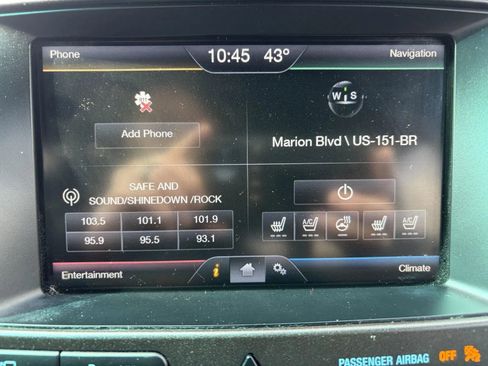 Phone
10:45 43°
Navigation
W S
Add Phone
Marion Blvd \ US-151-BR
SAFE AND
SOUND/SHINEDOWN /ROCK
103.5 101.1 101.9
95.9 95.5 93.1
A/C A/C
Entertainment
i
Climate
PASSENGER AIRBAG OFF